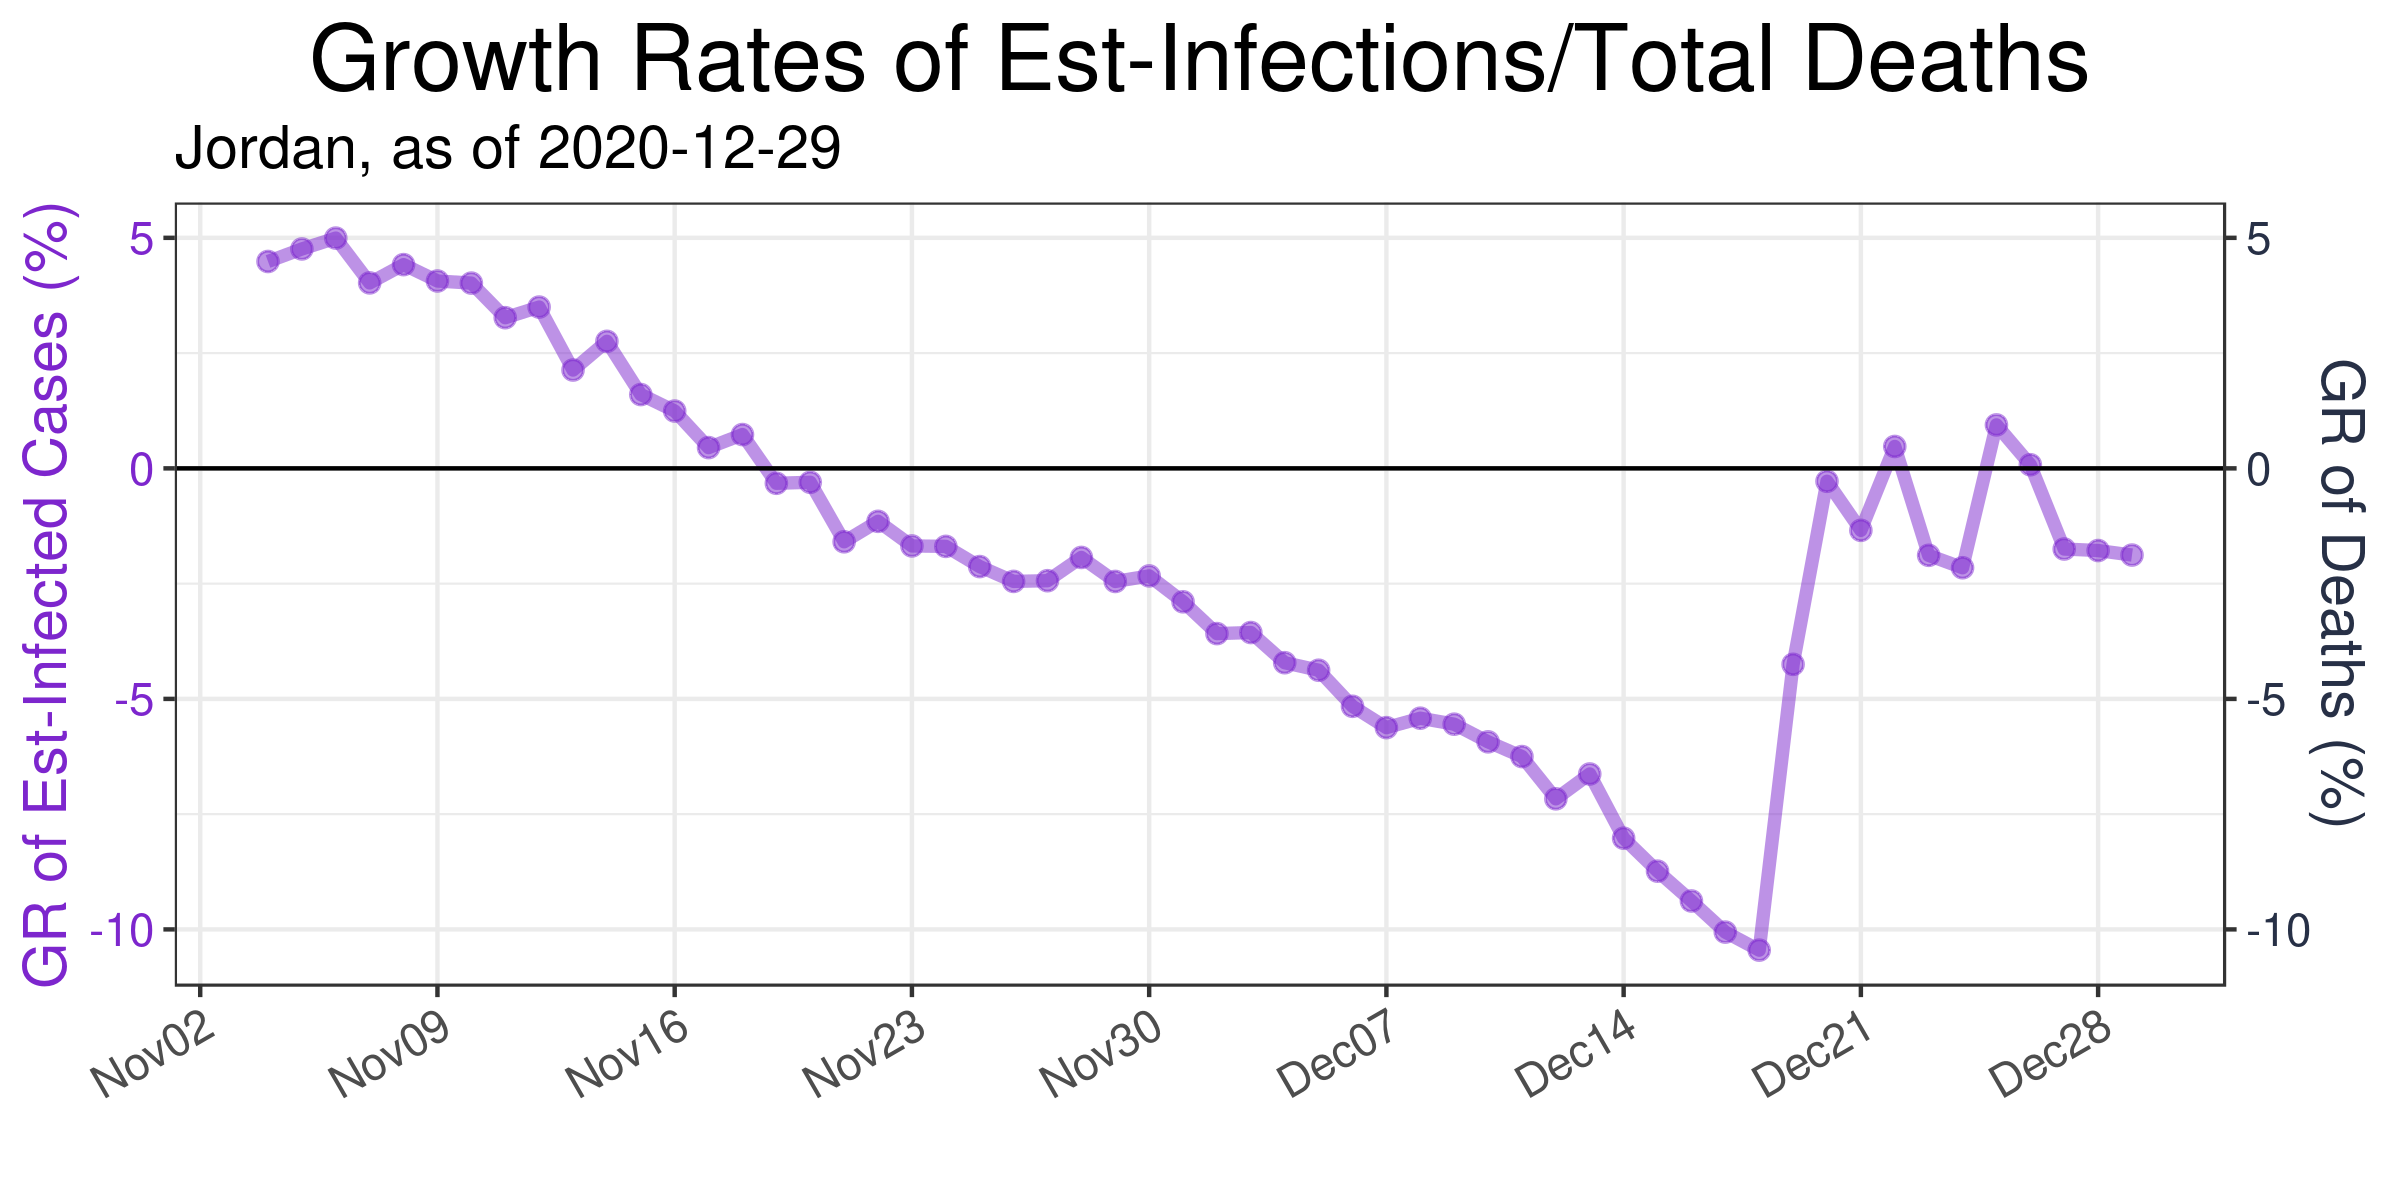 Growth Rates of Est-Infections/Total Deaths
Jordan, as of 2020-12-29
GR of Est-Infected Cases (%)
5
0
-5
-10
5
0
-5
-10
GR of Deaths (%)
Nov02
Nov09
Nov16
Nov23
Nov30
Dec07
Dec14
Dec21
Dec28